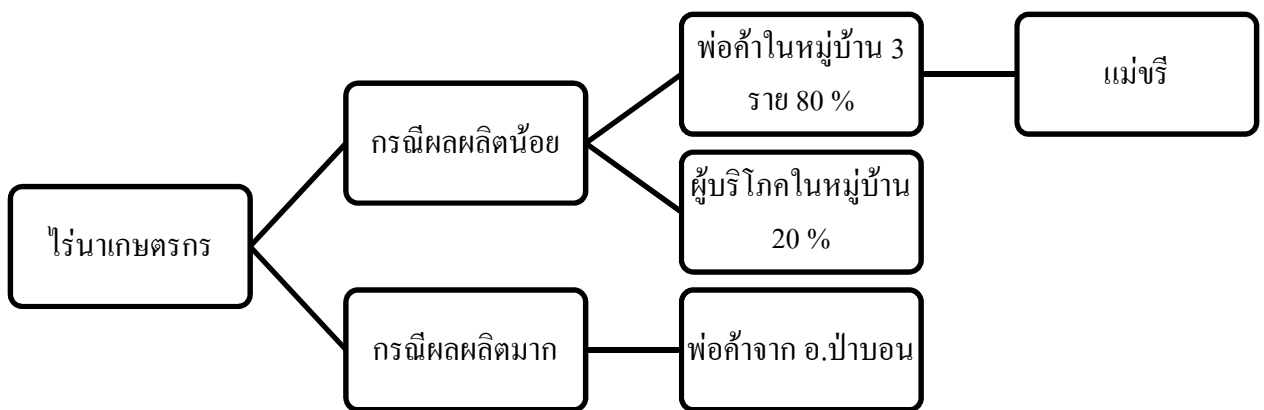 พ่อค้าในหมู่บ้าน 3
ราย 80 %
แม่ขรี
กรณีผลผลิตน้อย
ผู้บริโภคในหมู่บ้าน
20 %
ไร่นาเกษตรกร
กรณีผลผลิตมาก
พ่อค้าจาก อ.ป่าบอน